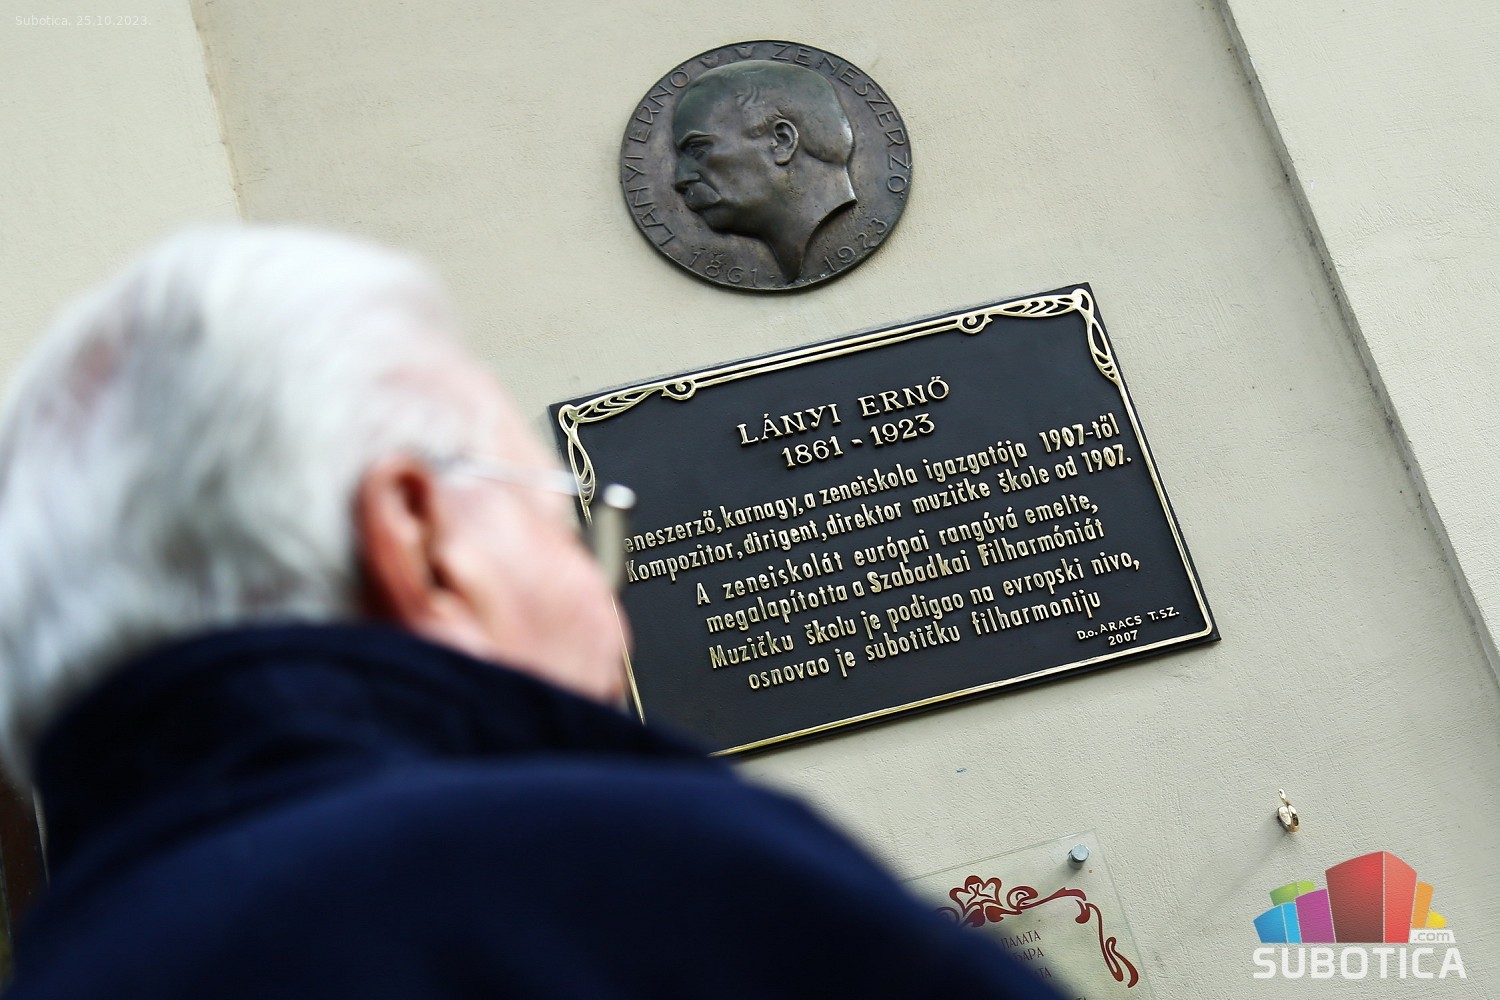 Subotica, 25.10.2023.
LÁNYI ERNŐ ZENESZERZŐ
1861 - 1923
LÁNYI ERNŐ
1861 - 1923
eneszerző, karnagy, a zeneiskola igazgatója 1907-től
Kompozitor, dirigent, direktor muzičke škole od 1907.
A zeneiskolát európai rangúvá emelte,
megalapította a Szabadkai Filharmóniát
Muzičku školu je podigao na evropski nivo,
osnovao je subotičku filharmoniju
D.o. ARACS T.SZ.
2007
ПАЛАТА
.com
SUBOTICA